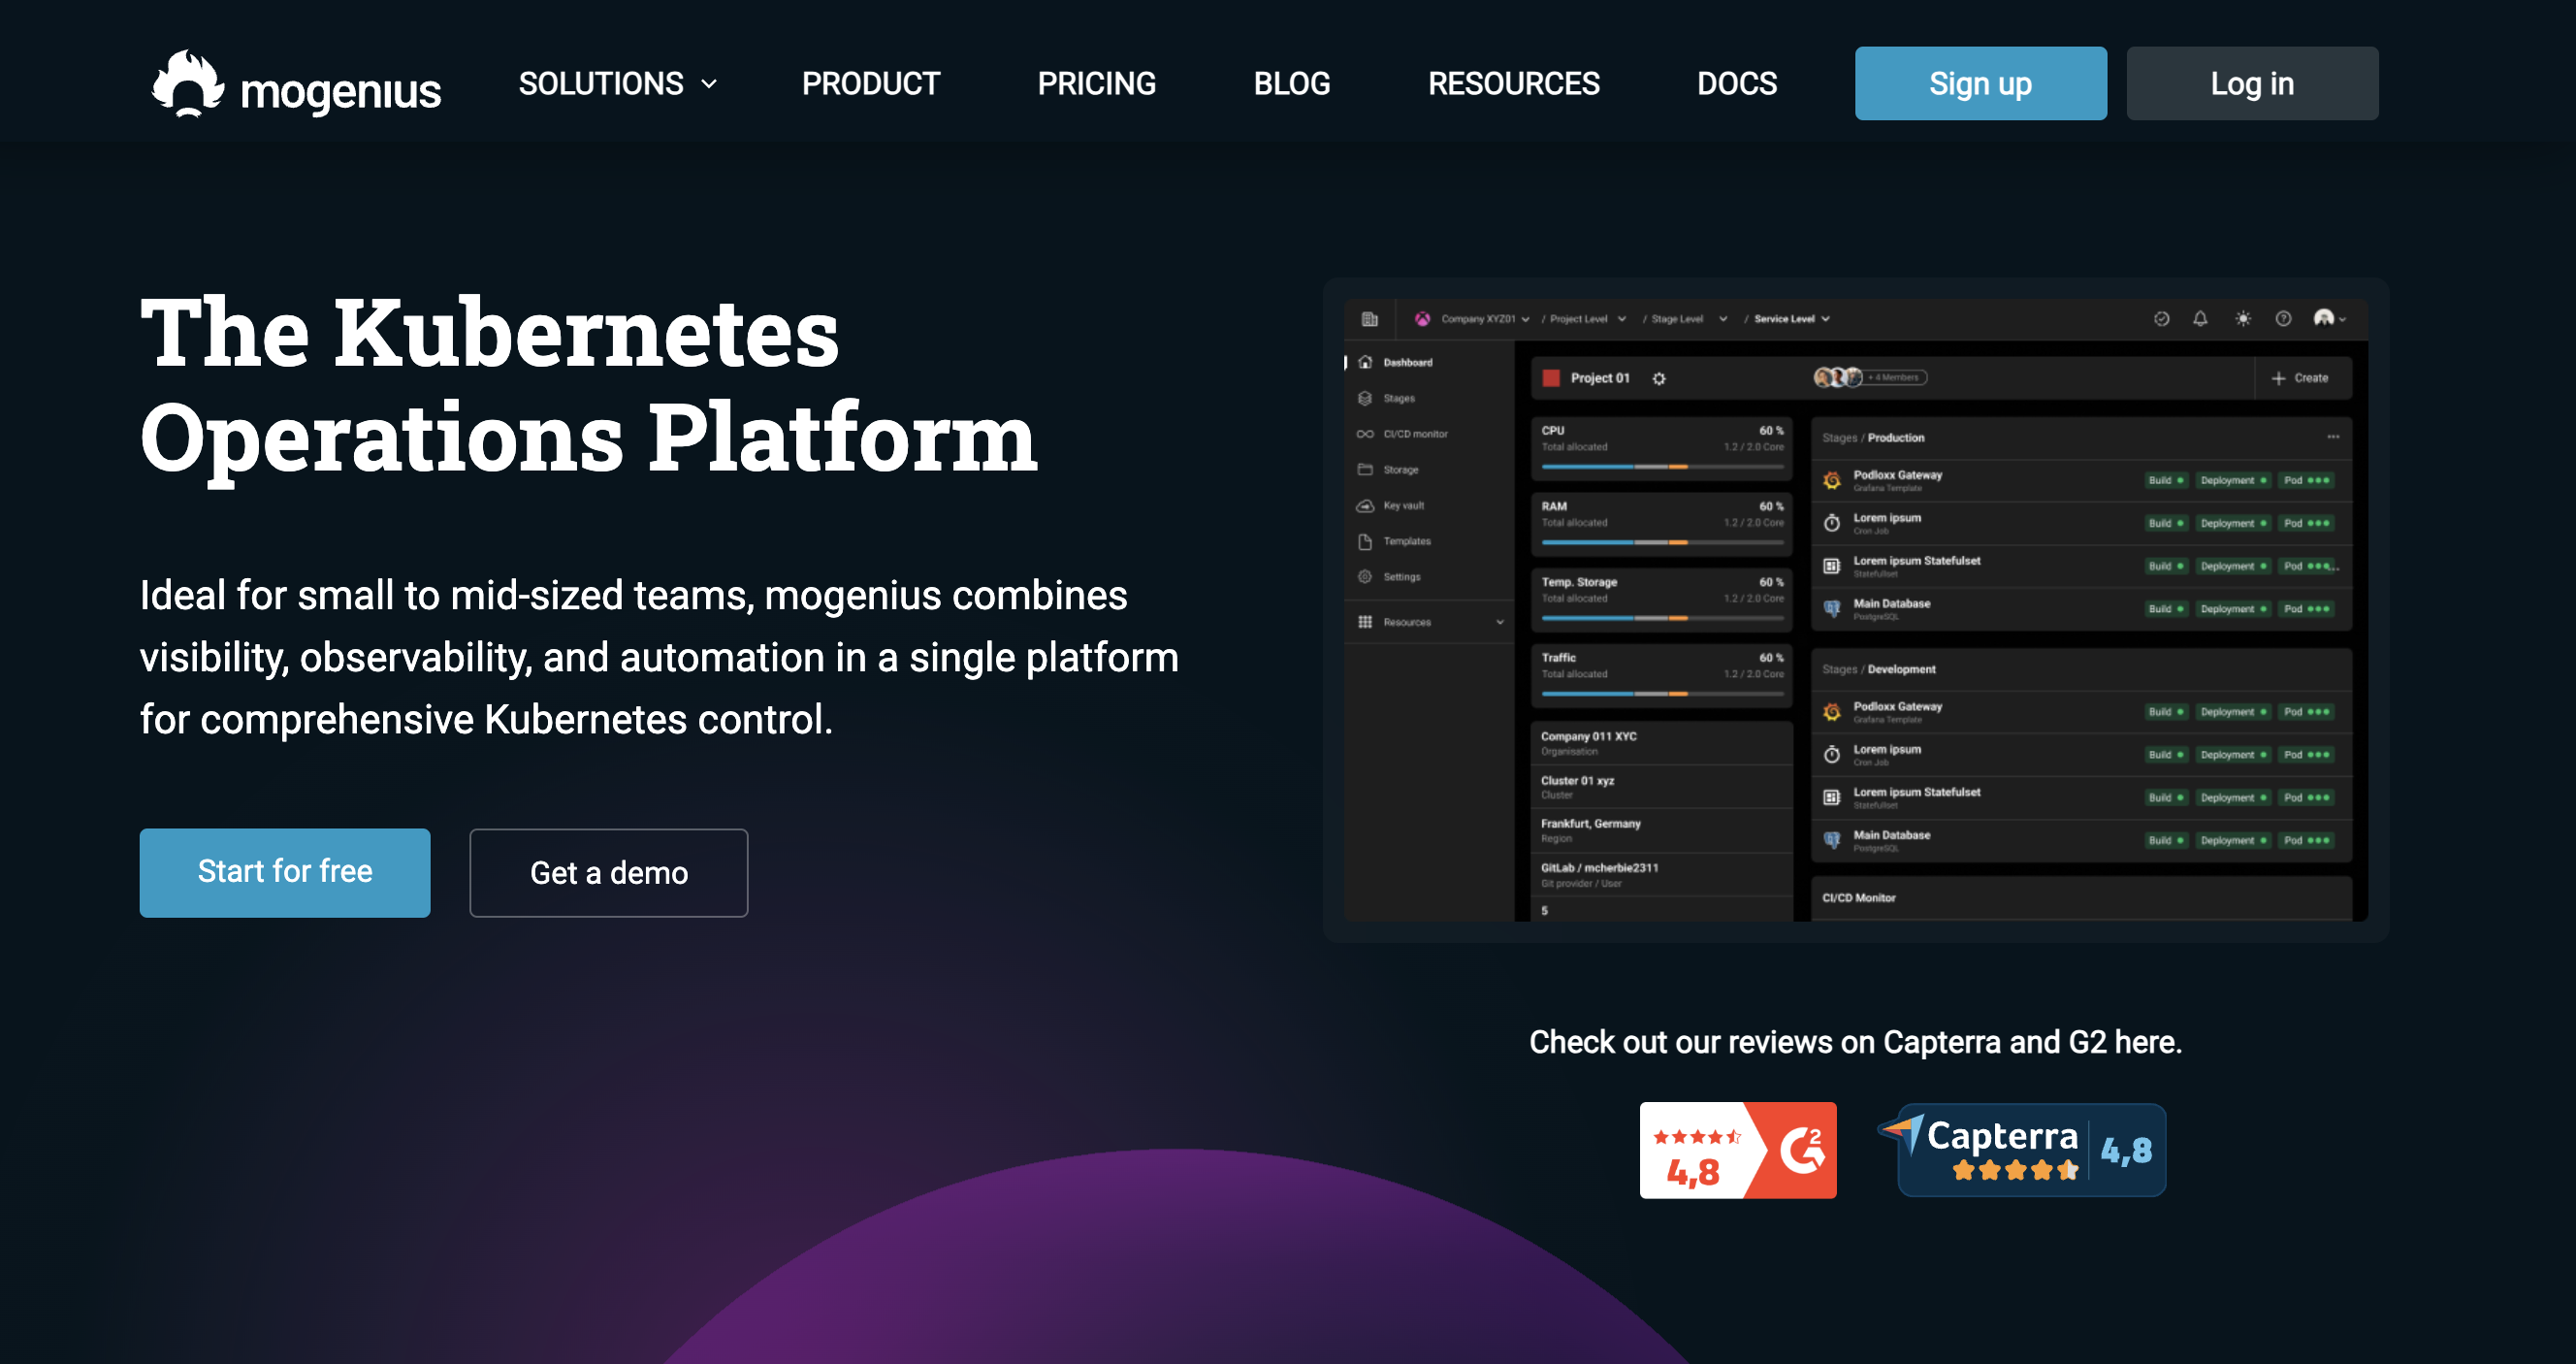 mogenius
SOLUTIONS
PRODUCT
PRICING
BLOG
RESOURCES
DOCS
Sign up
Log in
The Kubernetes
Operations Platform
Ideal for small to mid-sized teams, mogenius combines
visibility, observability, and automation in a single platform
for comprehensive Kubernetes control.
Start for free
Get a demo
Company XYZ01 / Project Level / Stage Level / Service Level
Dashboard
Stages
CI/CD monitor
Storage
Key vault
Templates
Settings
Resources
Project 01
+ 4 Members
Create
CPU 60 %
Total allocated 1.2 / 2.0 Core
RAM 60 %
Total allocated 1.2 / 2.0 Core
Temp. Storage 60 %
Total allocated 1.2 / 2.0 Core
Traffic 60 %
Total allocated 1.2 / 2.0 Core
Company 011 XYC
Organisation
Cluster 01 xyz
Cluster
Frankfurt, Germany
Region
GitLab / mcherbie2311
Git provider / User
5
Stages / Production
Podloxx Gateway Build Deployment Pod
Grafana Template
Lorem ipsum Build Deployment Pod
Cron Job
Lorem ipsum Statefulset Build Deployment Pod
Statefullset
Main Database Build Deployment Pod
PostgreSQL
Stages / Development
Podloxx Gateway Build Deployment Pod
Grafana Template
Lorem ipsum Build Deployment Pod
Cron Job
Lorem ipsum Statefulset Build Deployment Pod
Statefullset
Main Database Build Deployment Pod
PostgreSQL
CI/CD Monitor
Check out our reviews on Capterra and G2 here.
4,8
G2
Capterra
4,8